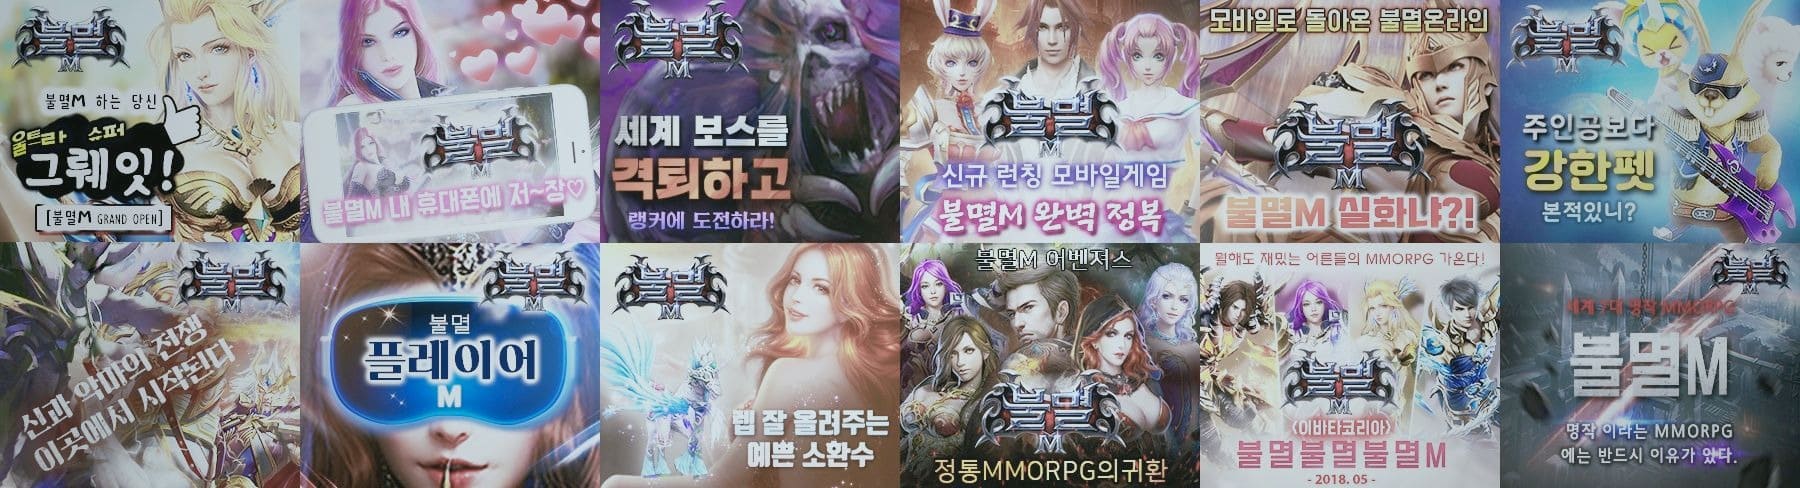 불멸
M
불멸M 하는 당신
울트라 슈퍼
그뤠잇!
[불멸M GRAND OPEN]
불멸
M
불멸M 내 휴대폰에 저~장♡
불멸
M
세계 보스를
격퇴하고
랭커에 도전하라!
불멸
M
신규 런칭 모바일게임
불멸M 완벽 정복
모바일로 돌아온 불멸온라인
불멸
M
불멸M 실화냐?!
불멸
M
주인공보다
강한펫
본적있니?
불멸
M
신과 악마의 전쟁
이곳에서 시작된다
불멸
M
불멸
플레이어
M
불멸
M
렙 잘 올려주는
예쁜 소환수
불멸M 어벤져스
불멸
M
정통MMORPG의귀환
뭘해도 재밌는 어른들의 MMORPG 가온다!
불멸
M
<이바타코리아>
불멸불멸불멸M
- 2018. 05 -
불멸
M
세계 대 명작 MMORPG
불멸M
명작 이라는 MMORPG
에는 반드시 이유가 있다.